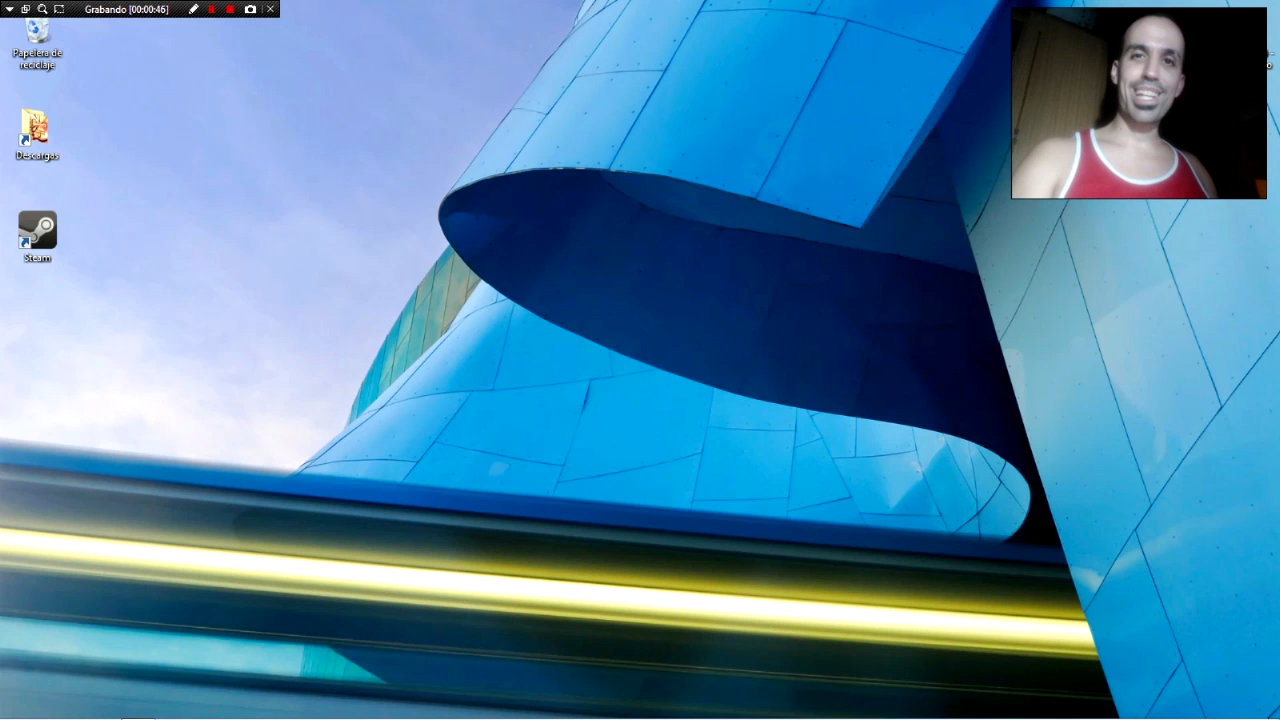 Grabando [00:00:46]
Papelera de
reciclaje
Descargas
Steam